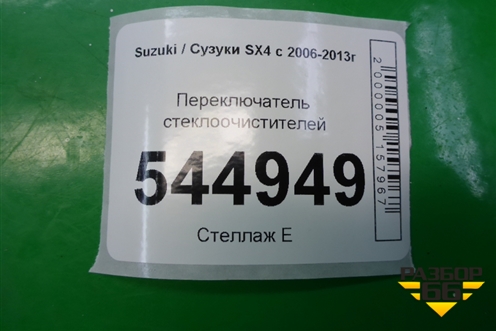 Suzuki / Сузуки SX4 с 2006-2013г
Переключатель
стеклоочистителей
544949
Стеллаж Е
2000005157967
РАЗБОР
66